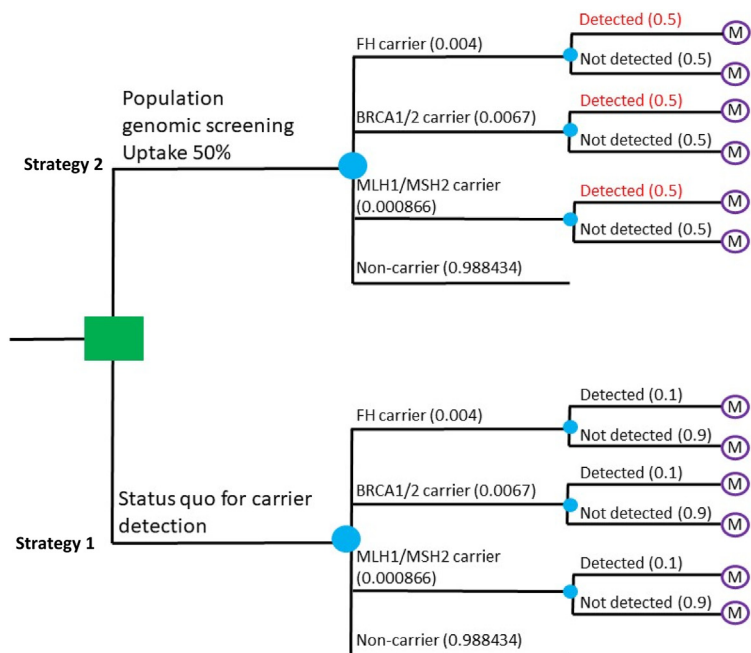 Strategy 2
Population
genomic screening
Uptake 50%
FH carrier (0.004)
Detected (0.5)
M
Not detected (0.5)
M
BRCA1/2 carrier (0.0067)
Detected (0.5)
M
Not detected (0.5)
M
MLH1/MSH2 carrier
(0.000866)
Detected (0.5)
M
Not detected (0.5)
M
Non-carrier (0.988434)
Strategy 1
Status quo for carrier
detection
FH carrier (0.004)
Detected (0.1)
M
Not detected (0.9)
M
BRCA1/2 carrier (0.0067)
Detected (0.1)
M
Not detected (0.9)
M
MLH1/MSH2 carrier
(0.000866)
Detected (0.1)
M
Not detected (0.9)
M
Non-carrier (0.988434)